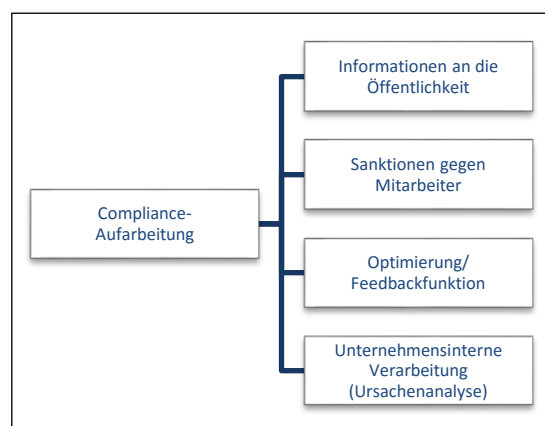 Informationen an die
Öffentlichkeit
Sanktionen gegen
Mitarbeiter
Compliance-
Aufarbeitung
Optimierung/
Feedbackfunktion
Unternehmensinterne
Verarbeitung
(Ursachenanalyse)